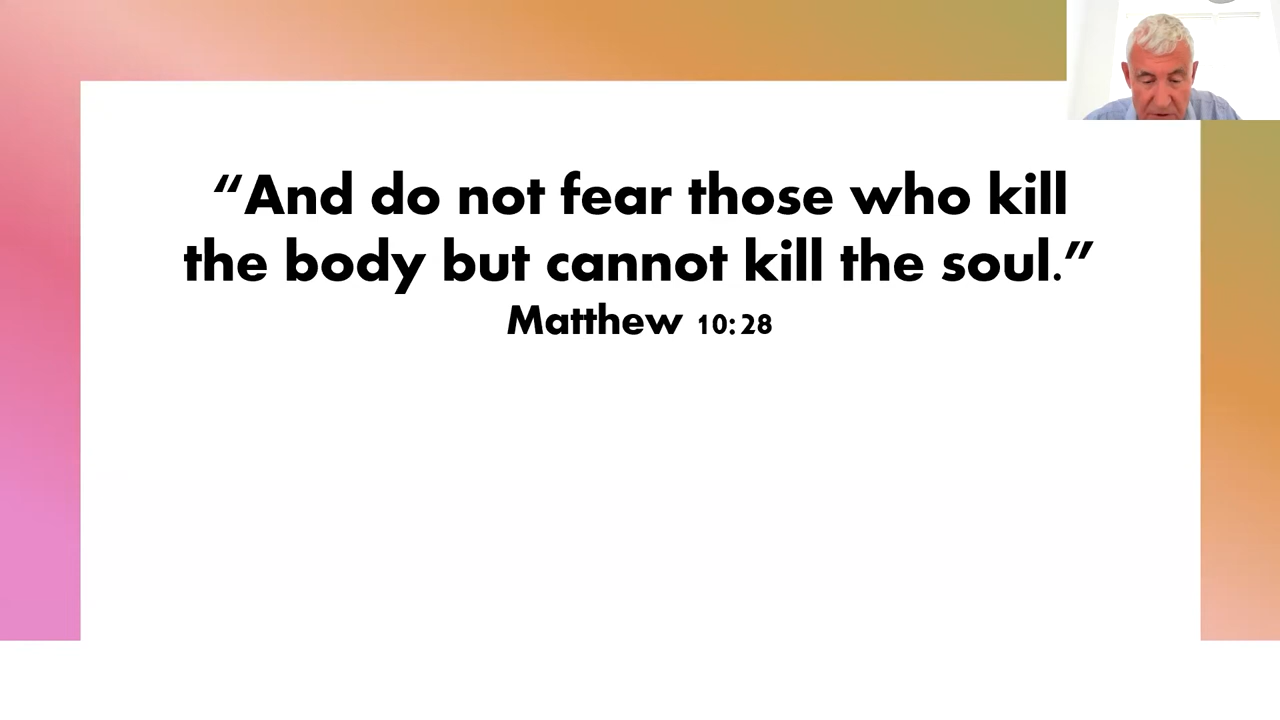 “And do not fear those who kill
the body but cannot kill the soul.”
Matthew 10:28